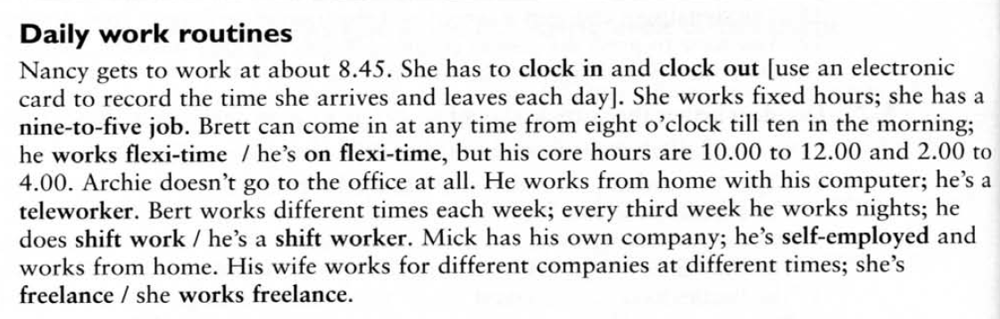 Daily work routines
Nancy gets to work at about 8.45. She has to clock in and clock out [use an electronic
card to record the time she arrives and leaves each day]. She works fixed hours; she has a
nine-to-five job. Brett can come in at any time from eight o'clock till ten in the morning;
he works flexi-time / he's on flexi-time, but his core hours are 10.00 to 12.00 and 2.00 to
4.00. Archie doesn't go to the office at all. He works from home with his computer; he's a
teleworker. Bert works different times each week; every third week he works nights; he
does shift work / he's a shift worker. Mick has his own company; he's self-employed and
works from home. His wife works for different companies at different times; she's
freelance / she works freelance.